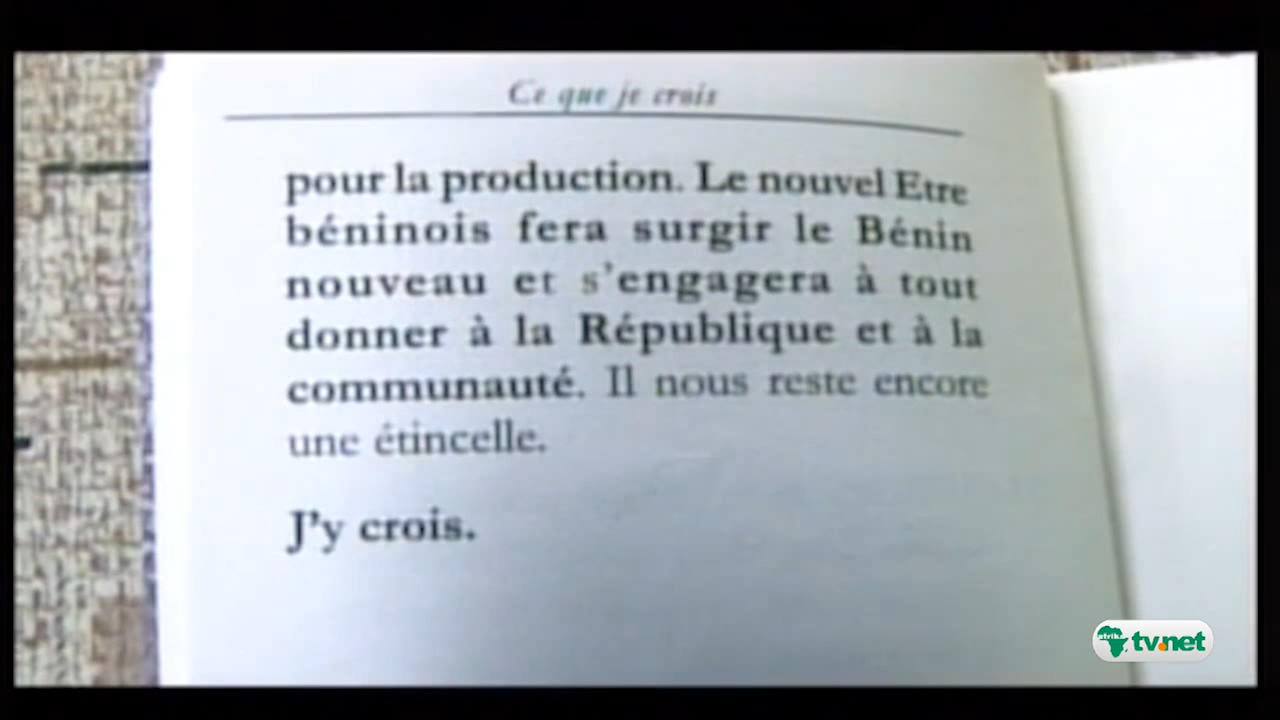 Ce que je crois
pour la production. Le nouvel Etre
béninois fera surgir le Bénin
nouveau et s'engagera à tout
donner à la République et à la
communauté. Il nous reste encore
une étincelle.
J'y crois.
afrika
tv.net